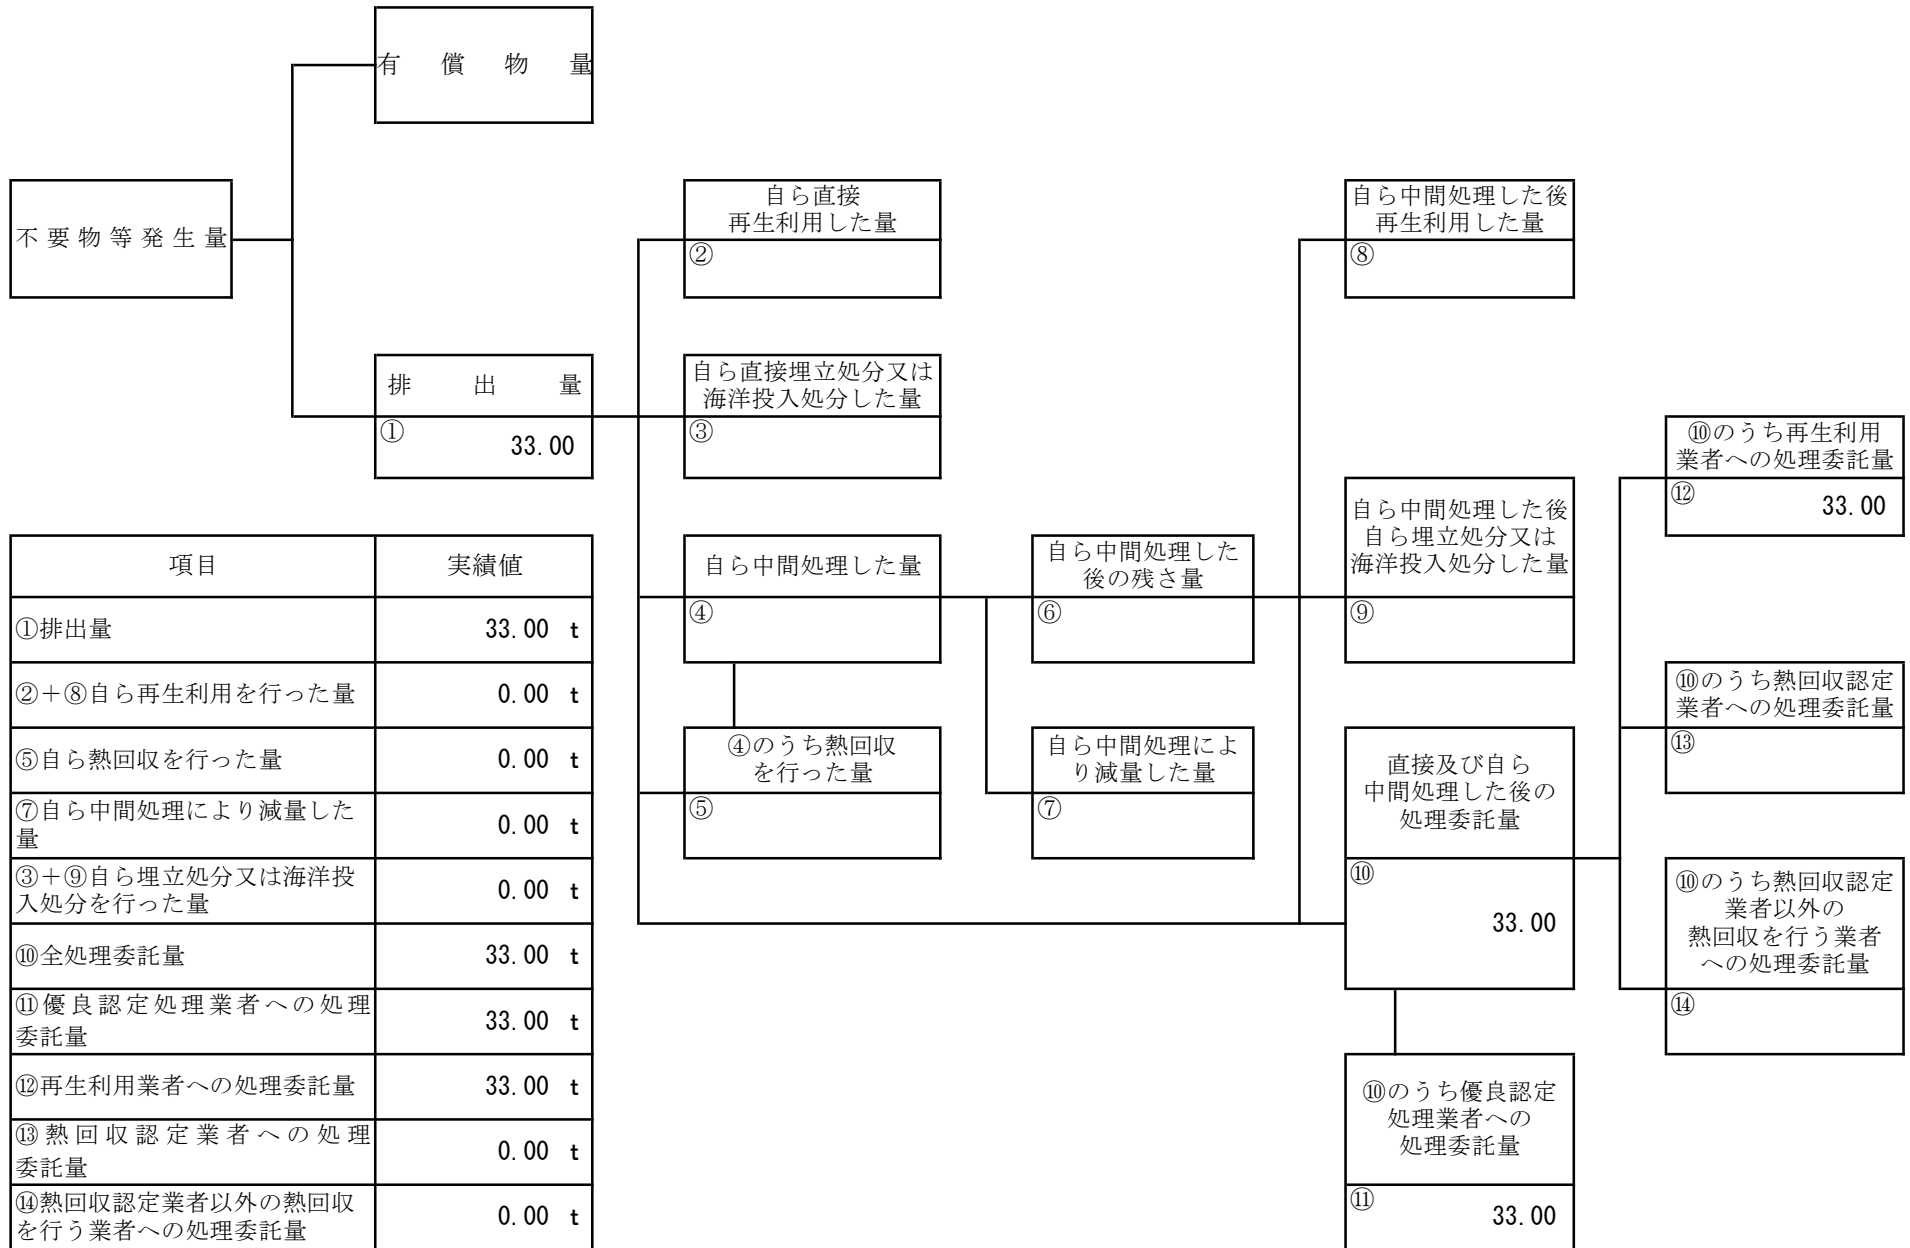 有償物量
不要物等発生量
自ら直接
再生利用した量
②
自ら中間処理した後
再生利用した量
⑧
排出量
①
33.00
自ら直接埋立処分又は
海洋投入処分した量
③
⑩のうち再生利用
業者への処理委託量
⑫
33.00
自ら中間処理した量
④
自ら中間処理した
後の残さ量
⑥
自ら中間処理した後
自ら埋立処分又は
海洋投入処分した量
⑨
⑩のうち熱回収認定
業者への処理委託量
⑬
④のうち熱回収
を行った量
⑤
自ら中間処理によ
り減量した量
⑦
直接及び自ら
中間処理した後の
処理委託量
⑩
33.00
⑩のうち熱回収認定
業者以外の
熱回収を行う業者
への処理委託量
⑭
⑩のうち優良認定
処理業者への
処理委託量
⑪
33.00
項目 実績値
①排出量 33.00 t
②＋⑧自ら再生利用を行った量 0.00 t
⑤自ら熱回収を行った量 0.00 t
⑦自ら中間処理により減量した
量 0.00 t
③＋⑨自ら埋立処分又は海洋投
入処分を行った量 0.00 t
⑩全処理委託量 33.00 t
⑪優良認定処理業者への処理
委託量 33.00 t
⑫再生利用業者への処理委託量 33.00 t
⑬熱回収認定業者への処理
委託量 0.00 t
⑭熱回収認定業者以外の熱回収
を行う業者への処理委託量 0.00 t